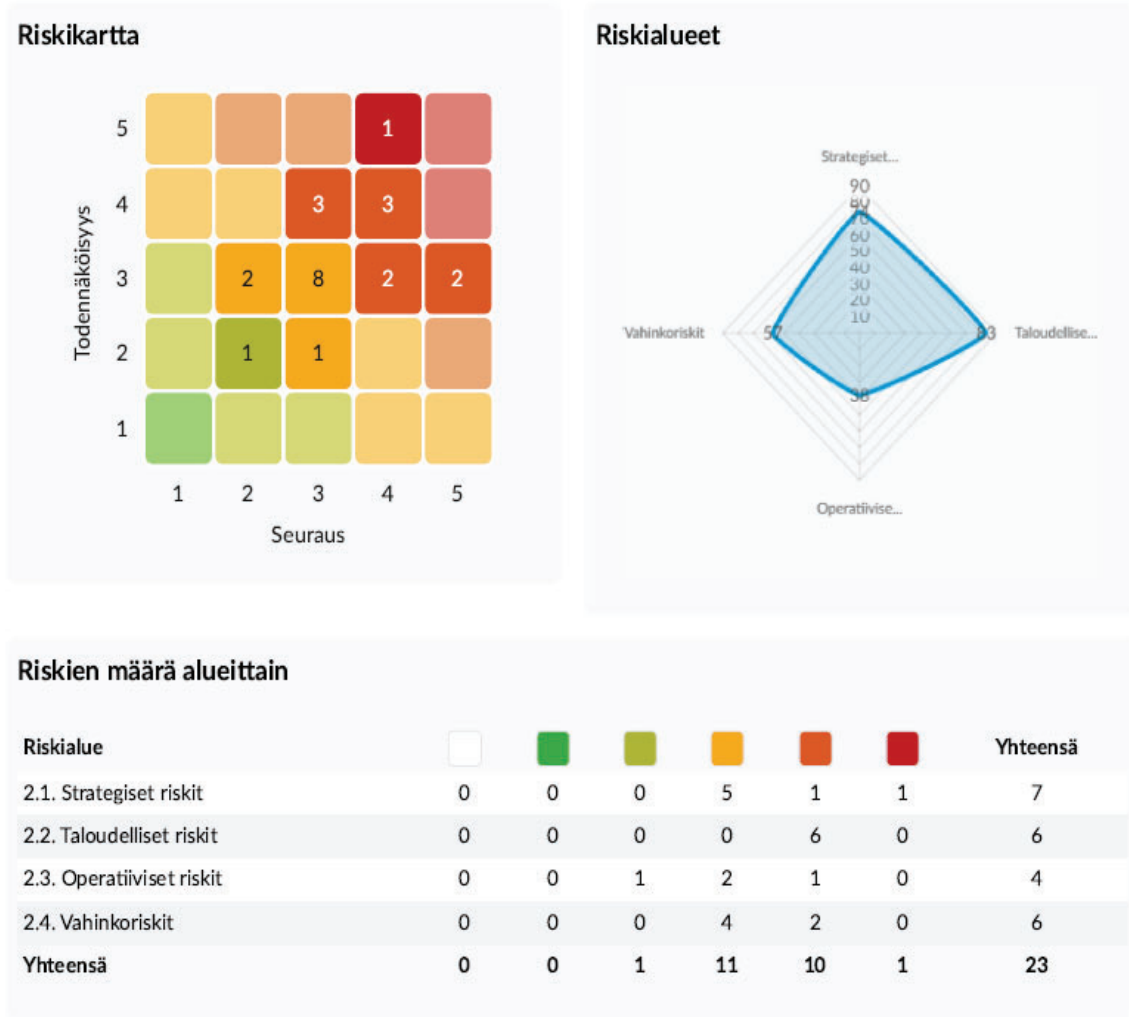 Riskikartta
5 1
4 3 3
3 2 8 2 2
2 1 1
1
1 2 3 4 5
Todennäköisyys
Seuraus
Riskialueet
Strategiset...
90
80
70
60
50
40
30
20
10
Vahinkoriskit 57 83 Taloudellise...
38
Operatiivise...
Riskien määrä alueittain
Riskialue Yhteensä
2.1. Strategiset riskit 0 0 0 5 1 1 7
2.2. Taloudelliset riskit 0 0 0 0 6 0 6
2.3. Operatiiviset riskit 0 0 1 2 1 0 4
2.4. Vahinkoriskit 0 0 0 4 2 0 6
Yhteensä 0 0 1 11 10 1 23